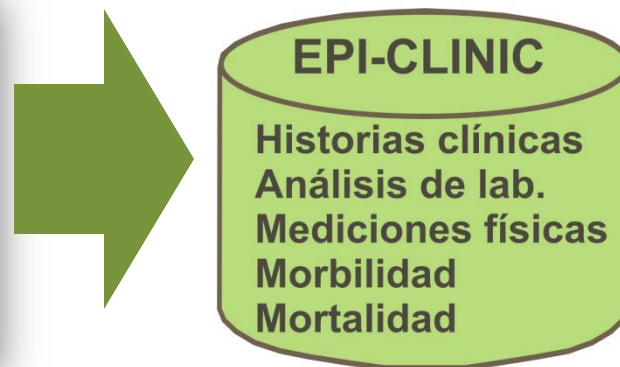 EPI-CLINIC
Historias clínicas
Análisis de lab.
Mediciones físicas
Morbilidad
Mortalidad